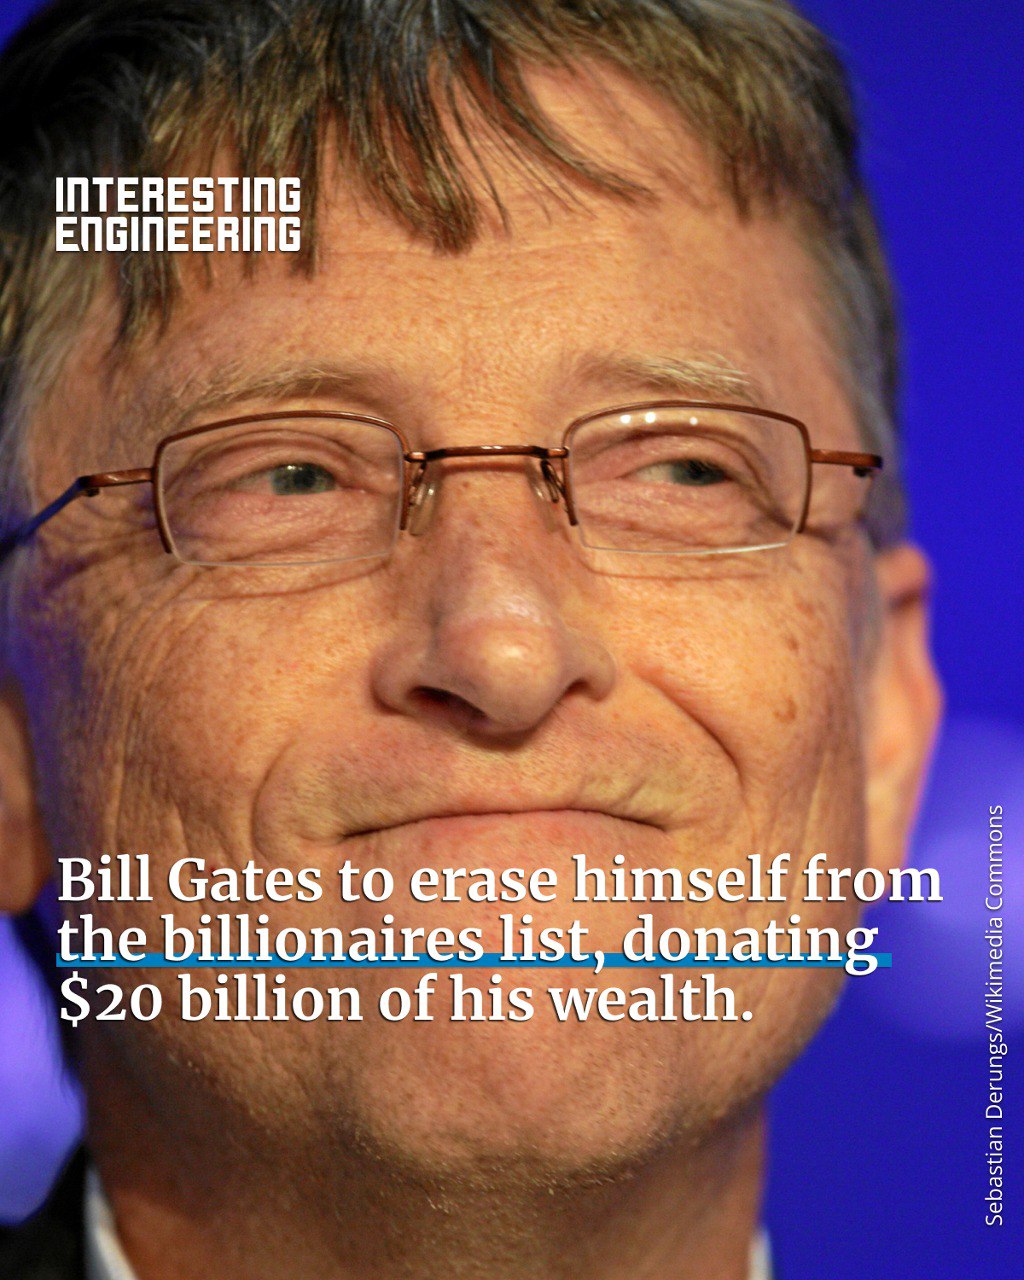 INTERESTING
ENGINEERING
Bill Gates to erase himself from
the billionaires list, donating
$20 billion of his wealth.
Sebastian Derungs/Wikimedia Commons